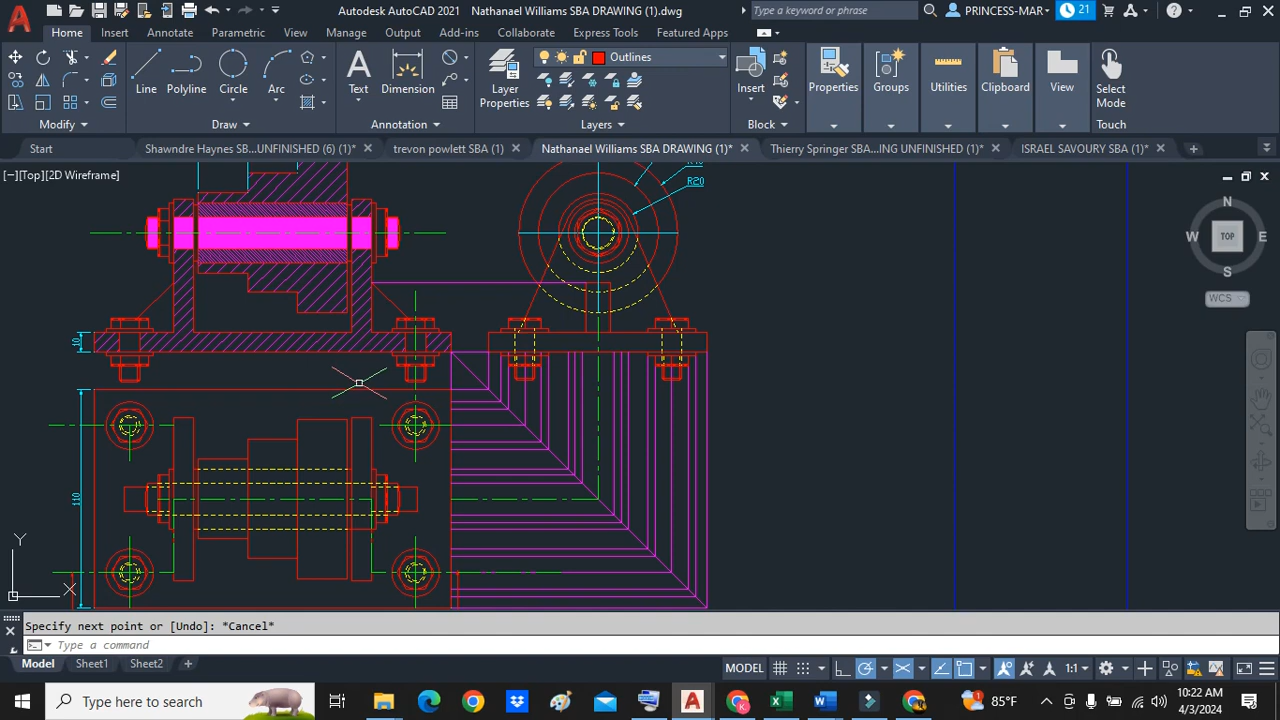 Autodesk AutoCAD 2021 Nathanael Williams SBA DRAWING (1).dwg
Type a keyword or phrase
PRINCESS-MAR
21
Home Insert Annotate Parametric View Manage Output Add-ins Collaborate Express Tools Featured Apps
Outlines
Line Polyline Circle Arc Text Dimension Layer Properties Insert Properties Groups Utilities Clipboard View Select Mode
Modify Draw Annotation Layers Block Touch
Start Shawndre Haynes SB...UNFINISHED (6) (1)* trevon powlett SBA (1) Nathanael Williams SBA DRAWING (1)* Thierry Springer SB...ING UNFINISHED (1)* ISRAEL SAVOURY SBA (1)*
[−][Top][2D Wireframe]
R20
N
W TOP E
S
WCS
10
110
Y
X
Specify next point or [Undo]: *Cancel*
Type a command
Model Sheet1 Sheet2 MODEL 1:1
Type here to search 85°F 10:22 AM
4/3/2024